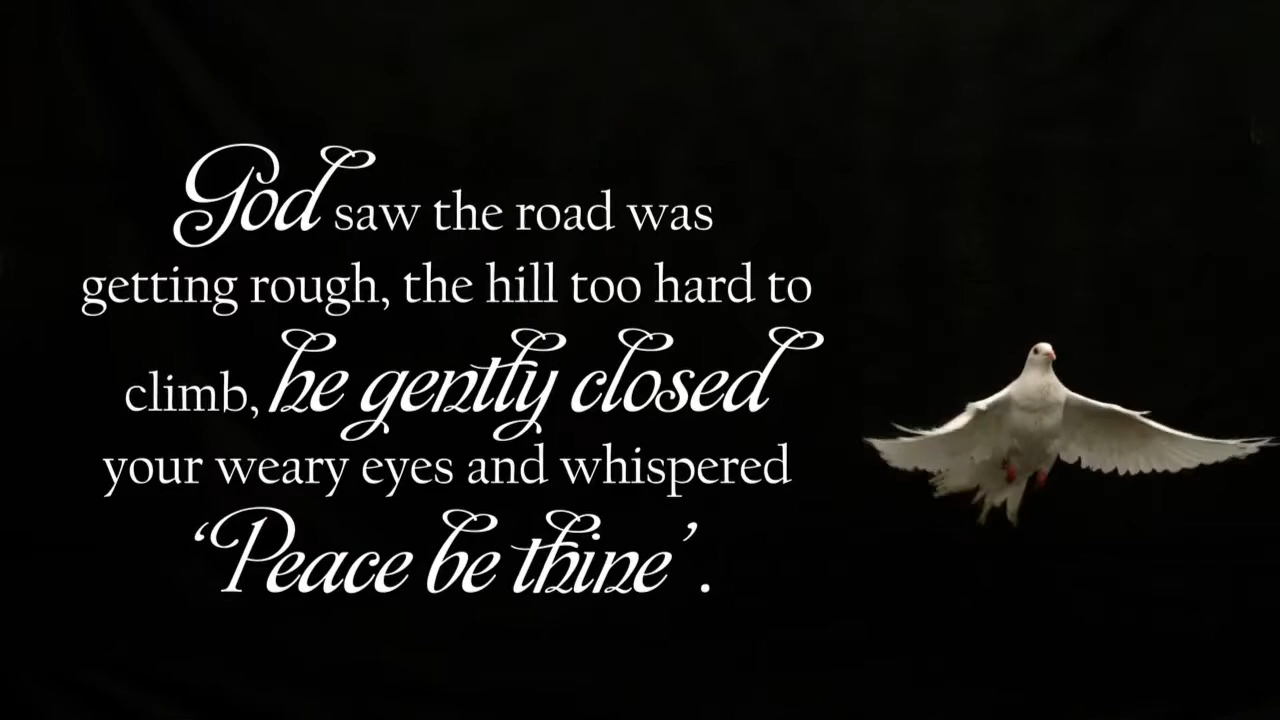 God saw the road was
getting rough, the hill too hard to
climb, he gently closed
your weary eyes and whispered
‘Peace be thine’ .